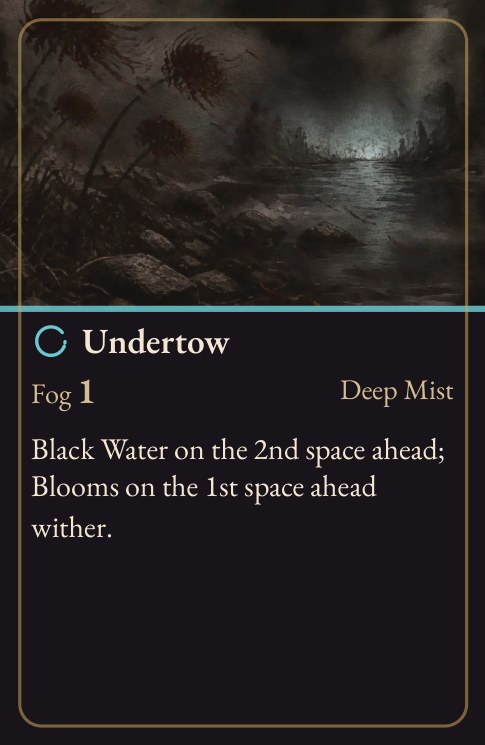 Undertow
Fog 1
Deep Mist
Black Water on the 2nd space ahead;
Blooms on the 1st space ahead
wither.